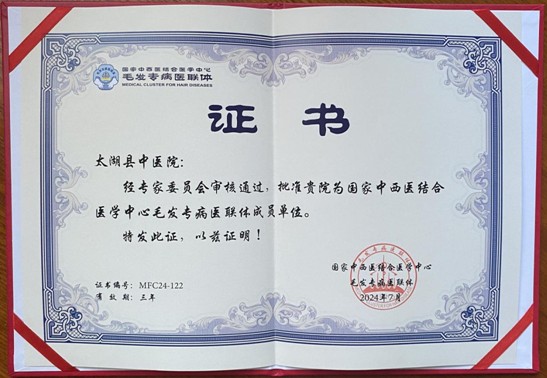 国家中西医结合医学中心
毛发专病医联体
MEDICAL CLUSTER FOR HAIR DISEASES
证书
太湖县中医院：
经专家委员会审核通过，批准贵院为国家中西医结合
医学中心毛发专病医联体成员单位。
特发此证，以兹证明！
国家中西医结合医学中心
毛发专病医联体
2024年7月
证书编号：MFC24-122
有效期：三年